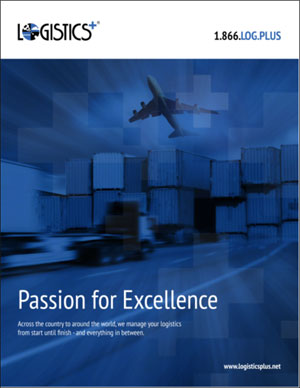 LOGISTICS+®
1.866.LOG.PLUS
Passion for Excellence
Across the country to around the world, we manage your logistics
from start until finish - and everything in between.
www.logisticsplus.net